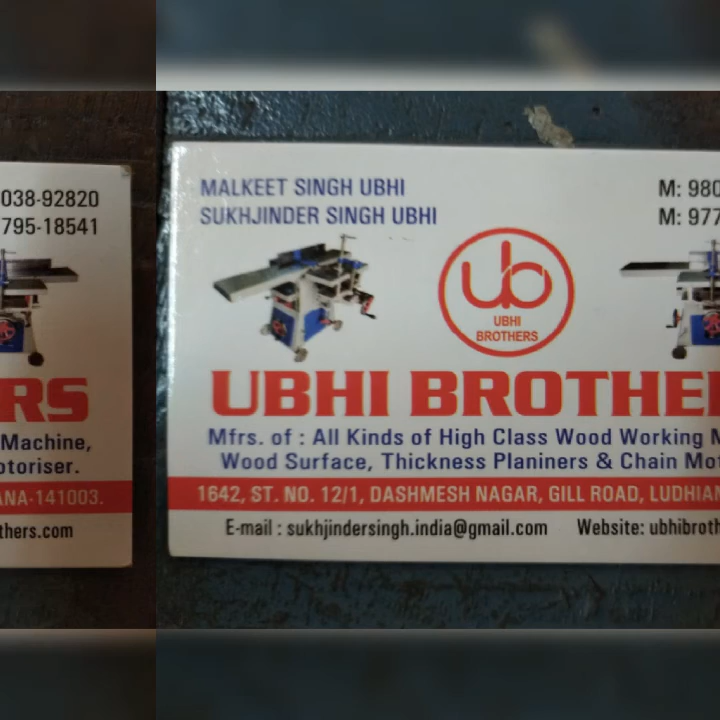 038-92820
795-18541
ERS
Machine,
otoriser.
ANA-141003.
thers.com
MALKEET SINGH UBHI M: 980
SUKHJINDER SINGH UBHI M: 977
ub
UBHI
BROTHERS
UBHI BROTHE
Mfrs. of : All Kinds of High Class Wood Working M
Wood Surface, Thickness Planiners & Chain Mot
1642, ST. NO. 12/1, DASHMESH NAGAR, GILL ROAD, LUDHIAN
E-mail : sukhjindersingh.india@gmail.com Website: ubhibroth